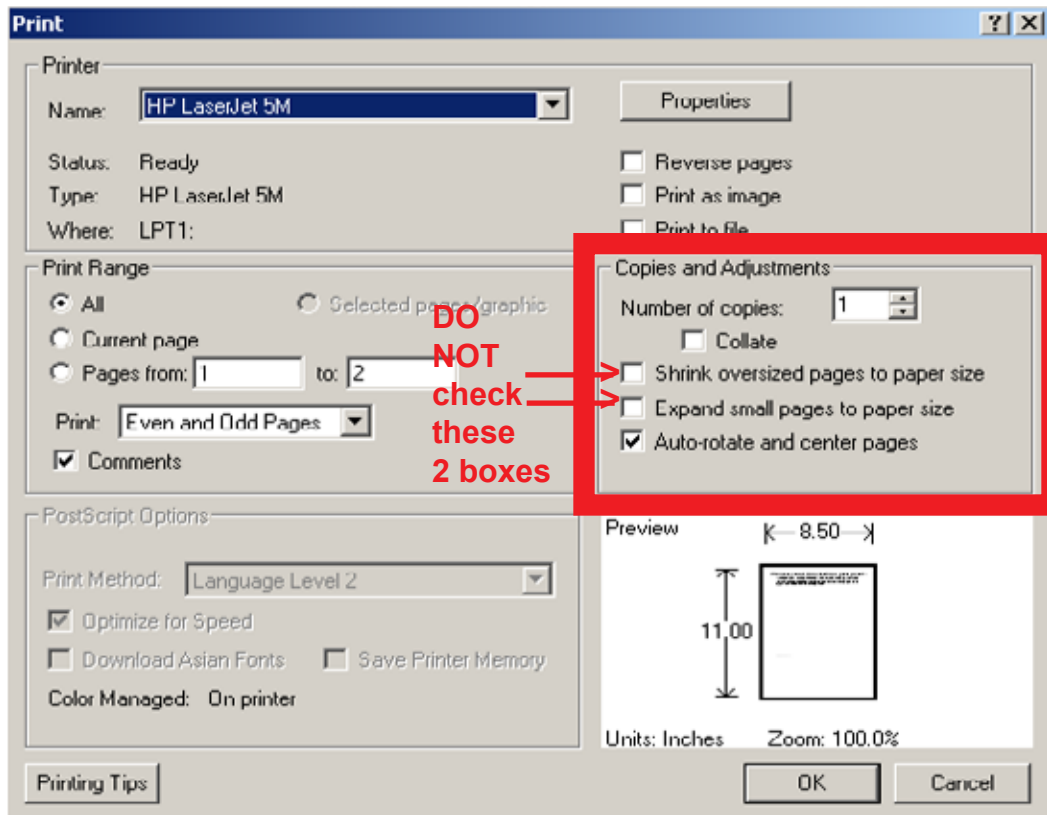 Print
Printer
Name: HP LaserJet 5M
Properties
Status: Ready
Reverse pages
Type: HP LaserJet 5M
Print as image
Where: LPT1:
Print to file
Print Range
All
Selected pages/graphic
Current page
Pages from: 1 to: 2
Print: Even and Odd Pages
Comments
DO
NOT
check
these
2 boxes
Copies and Adjustments
Number of copies: 1
Collate
> Shrink oversized pages to paper size
> Expand small pages to paper size
Auto-rotate and center pages
PostScript Options
Print Method: Language Level 2
Optimize for Speed
Download Asian Fonts
Save Printer Memory
Color Managed: On printer
Preview
8.50
11.00
Units: Inches Zoom: 100.0%
Printing Tips
OK
Cancel